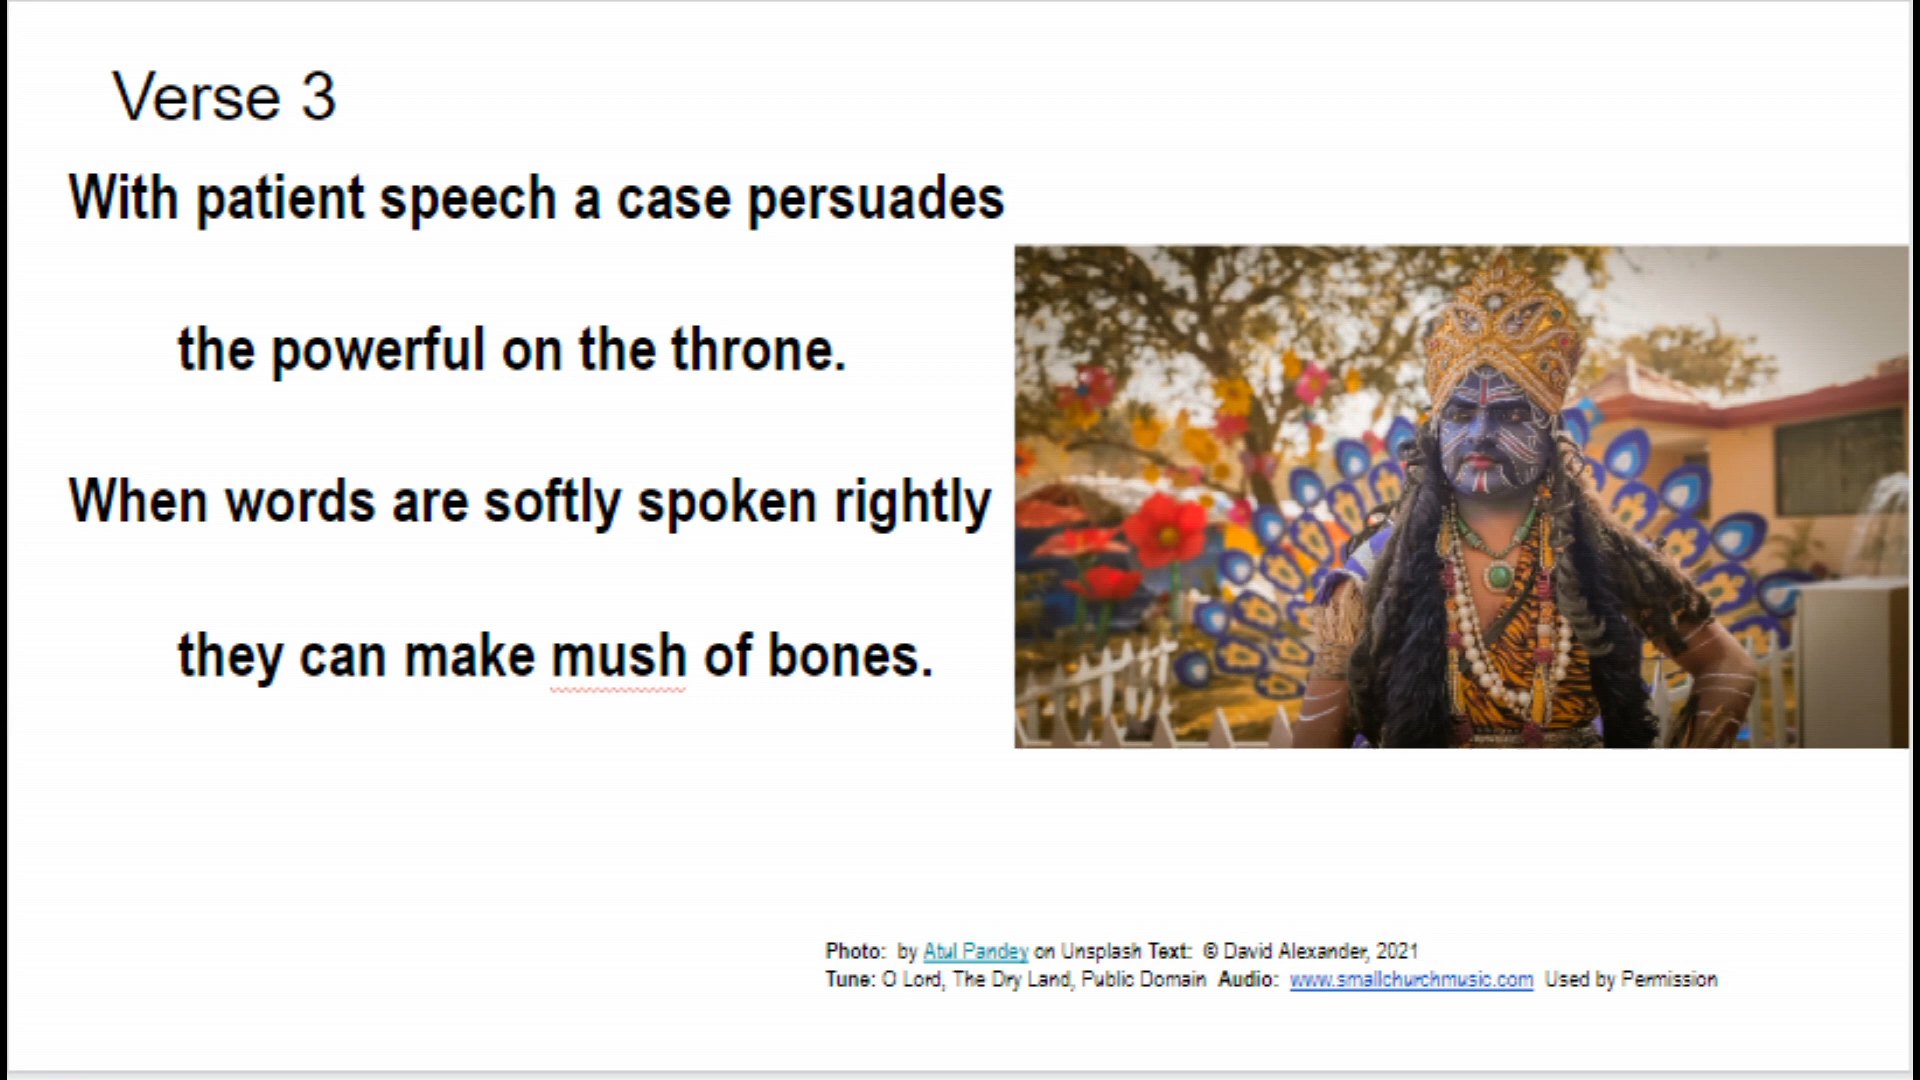 Verse 3
With patient speech a case persuades
the powerful on the throne.
When words are softly spoken rightly
they can make mush of bones.
Photo: by Atul Pandey on Unsplash Text: © David Alexander, 2021
Tune: O Lord, The Dry Land, Public Domain Audio: www.smallchurchmusic.com Used by Permission